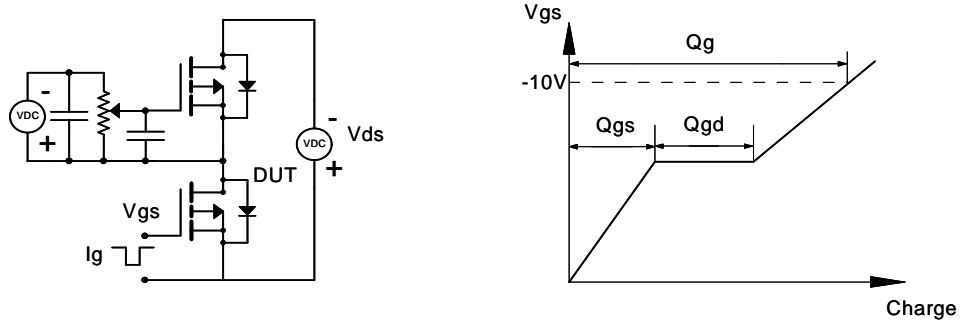 -
VDC
+
-
VDC
+
Vds
DUT
Vgs
Ig
Vgs
Qg
-10V
Qgs
Qgd
Charge